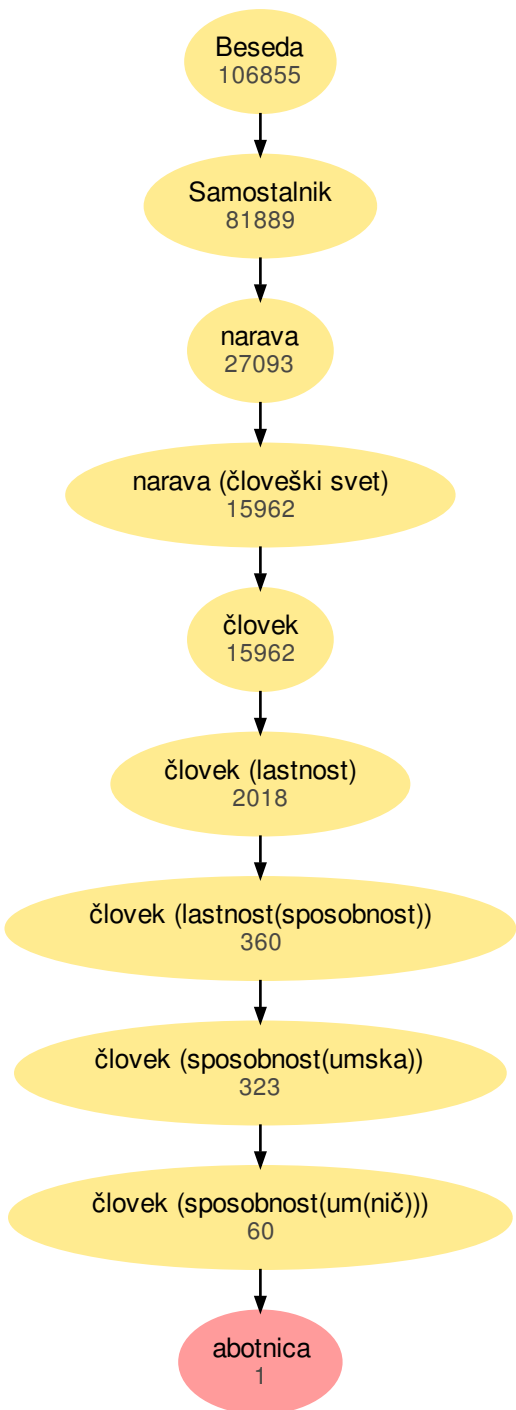 Beseda
106855
Samostalnik
81889
narava
27093
narava (človeški svet)
15962
človek
15962
človek (lastnost)
2018
človek (lastnost(sposobnost))
360
človek (sposobnost(umska))
323
človek (sposobnost(um(nič)))
60
abotnica
1